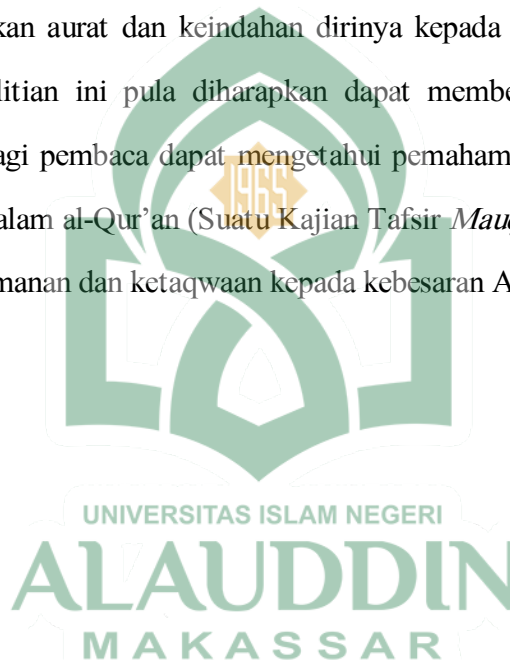 kan aurat dan keindahan dirinya kepada
litian ini pula diharapkan dapat membe
agi pembaca dapat mengetahui pemaham
alam al-Qur’an (Suatu Kajian Tafsir Mau
manan dan ketaqwaan kepada kebesaran A
1965
UNIVERSITAS ISLAM NEGERI
ALAUDDIN
MAKASSAR